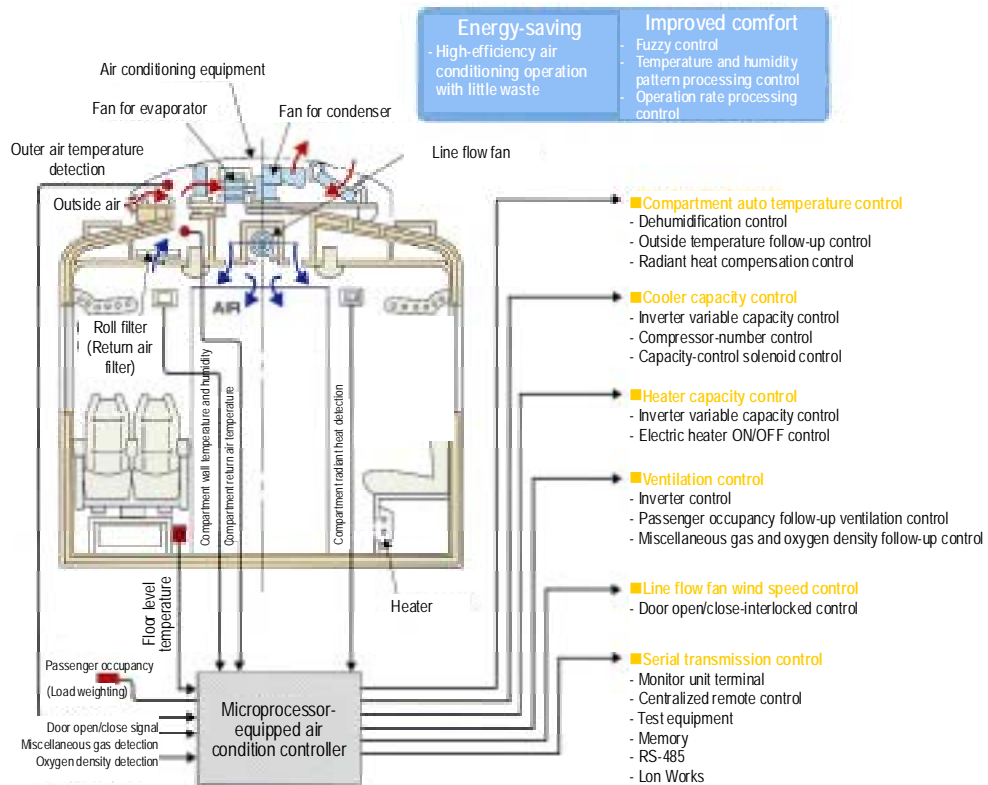 Energy-saving
- High-efficiency air
conditioning operation
with little waste
Improved comfort
- Fuzzy control
- Temperature and humidity
pattern processing control
- Operation rate processing
control
Air conditioning equipment
Fan for evaporator
Fan for condenser
Line flow fan
Outer air temperature
detection
Outside air
AIR
Roll filter
(Return air
filter)
Compartment wall temperature and humidity
Compartment return air temperature
Compartment radiant heat detection
Heater
Floor level
temperature
Passenger occupancy
(Load weighting)
Door open/close signal
Miscellaneous gas detection
Oxygen density detection
Microprocessor-
equipped air
condition controller
■Compartment auto temperature control
- Dehumidification control
- Outside temperature follow-up control
- Radiant heat compensation control
■Cooler capacity control
- Inverter variable capacity control
- Compressor-number control
- Capacity-control solenoid control
■Heater capacity control
- Inverter variable capacity control
- Electric heater ON/OFF control
■Ventilation control
- Inverter control
- Passenger occupancy follow-up ventilation control
- Miscellaneous gas and oxygen density follow-up control
■Line flow fan wind speed control
- Door open/close-interlocked control
■Serial transmission control
- Monitor unit terminal
- Centralized remote control
- Test equipment
- Memory
- RS-485
- Lon Works